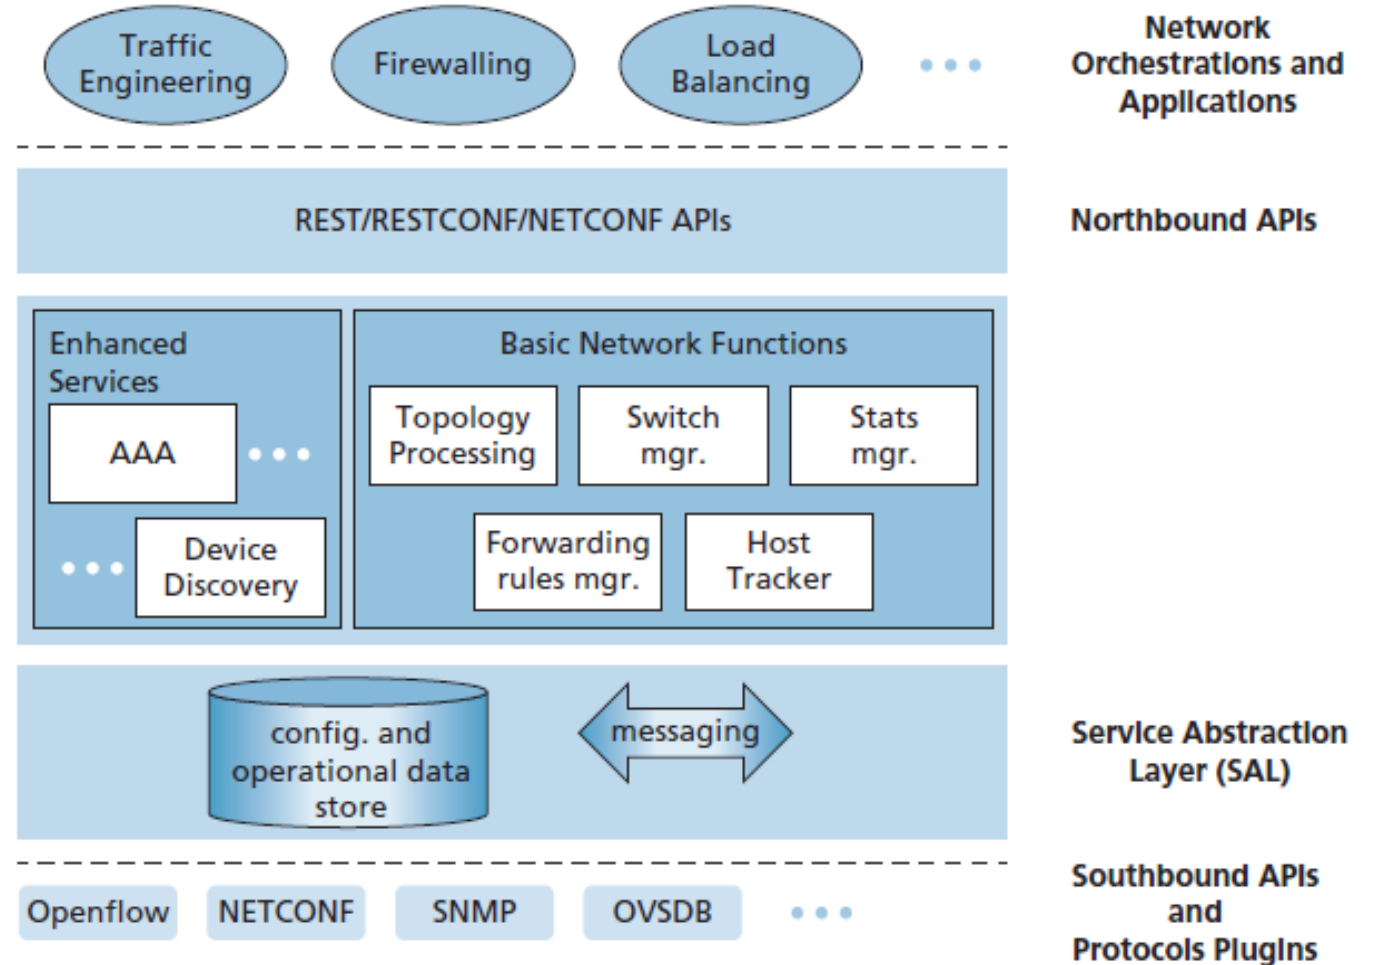 Traffic
Engineering
Firewalling
Load
Balancing
Network
Orchestrations and
Applications
REST/RESTCONF/NETCONF APIs
Northbound APIs
Enhanced
Services
AAA
Device
Discovery
Basic Network Functions
Topology
Processing
Switch
mgr.
Stats
mgr.
Forwarding
rules mgr.
Host
Tracker
config. and
operational data
store
messaging
Service Abstraction
Layer (SAL)
Openflow
NETCONF
SNMP
OVSDB
Southbound APIs
and
Protocols Plugins